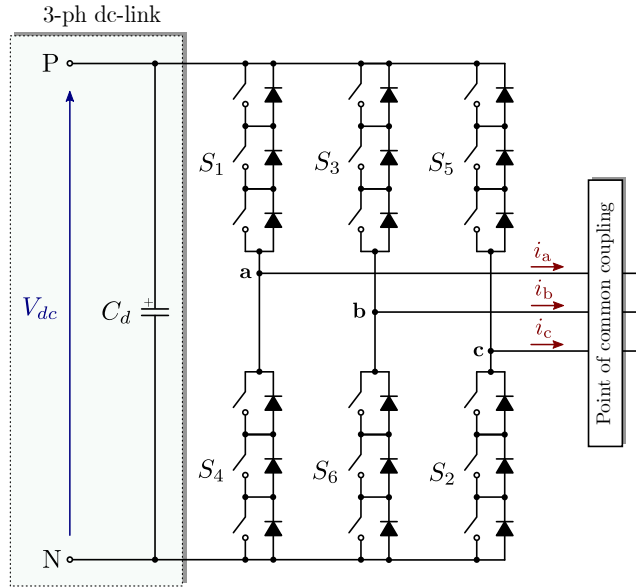 3-ph dc-link
P
S1
S3
S5
a
ia
Vdc
Cd
+
b
ib
c
ic
Point of common coupling
S4
S6
S2
N